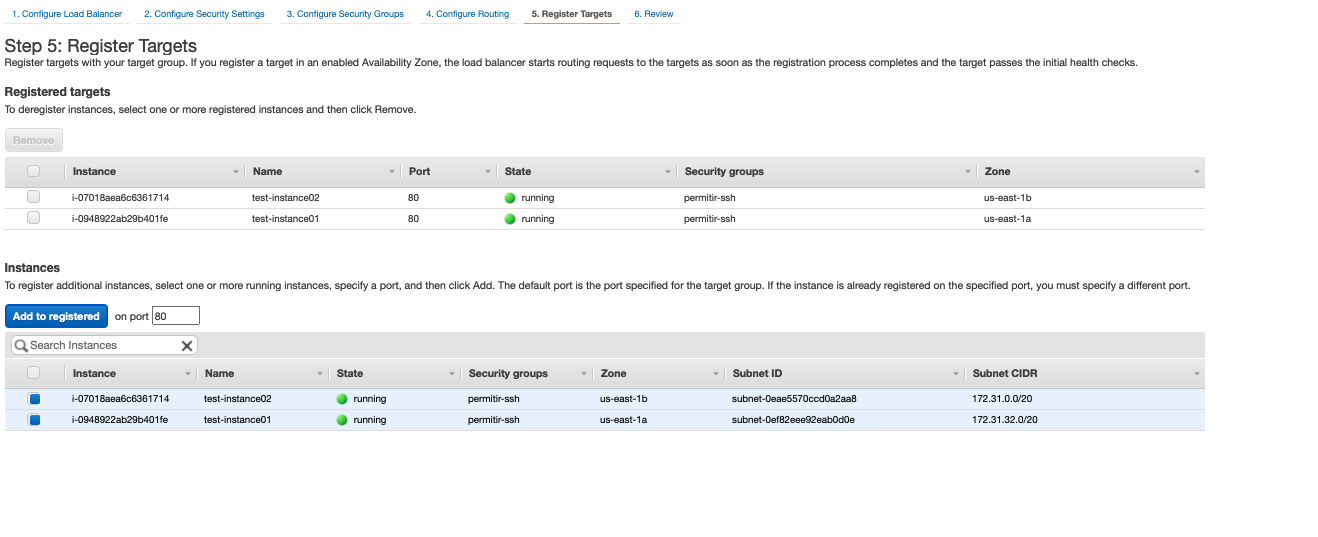 1. Configure Load Balancer 2. Configure Security Settings 3. Configure Security Groups 4. Configure Routing 5. Register Targets 6. Review
Step 5: Register Targets
Register targets with your target group. If you register a target in an enabled Availability Zone, the load balancer starts routing requests to the targets as soon as the registration process completes and the target passes the initial health checks.
Registered targets
To deregister instances, select one or more registered instances and then click Remove.
Remove
Instance Name Port State Security groups Zone
i-07018aea6c6361714 test-instance02 80 running permitir-ssh us-east-1b
i-0948922ab29b401fe test-instance01 80 running permitir-ssh us-east-1a
Instances
To register additional instances, select one or more running instances, specify a port, and then click Add. The default port is the port specified for the target group. If the instance is already registered on the specified port, you must specify a different port.
Add to registered on port 80
Search Instances
Instance Name State Security groups Zone Subnet ID Subnet CIDR
i-07018aea6c6361714 test-instance02 running permitir-ssh us-east-1b subnet-0eae5570ccd0a2aa8 172.31.0.0/20
i-0948922ab29b401fe test-instance01 running permitir-ssh us-east-1a subnet-0ef82eee92eab0d0e 172.31.32.0/20